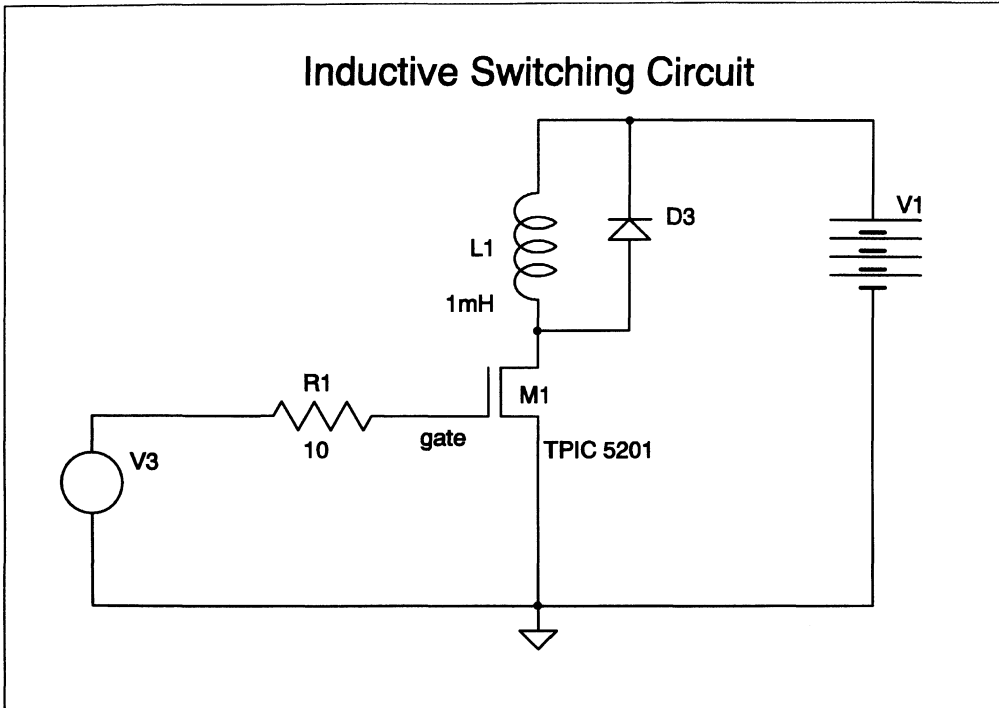 Inductive Switching Circuit
V1
D3
L1
1mH
R1
M1
10
gate
TPIC 5201
V3